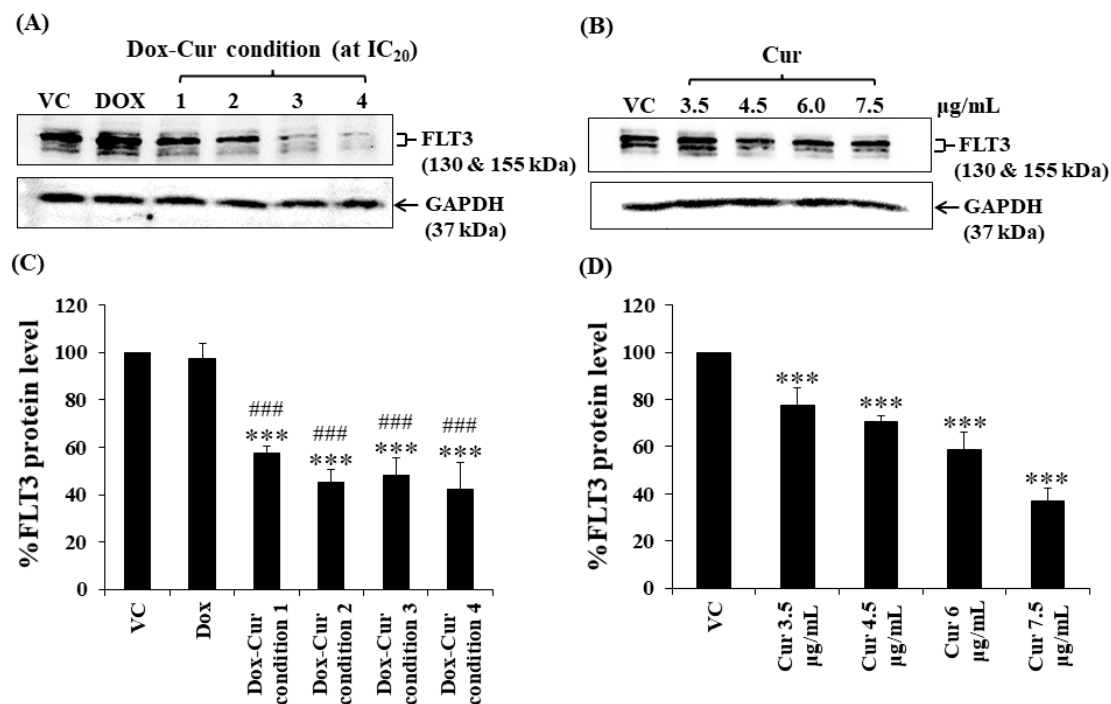 (A)
Dox-Cur condition (at IC20)
VC DOX 1 2 3 4
FLT3
(130 & 155 kDa)
GAPDH
(37 kDa)
(B)
Cur
VC 3.5 4.5 6.0 7.5 µg/mL
FLT3
(130 & 155 kDa)
GAPDH
(37 kDa)
(C)
%FLT3 protein level
120
100
80
60
40
20
0
###
***
###
***
###
***
###
***
VC
Dox
Dox-Cur
condition 1
Dox-Cur
condition 2
Dox-Cur
condition 3
Dox-Cur
condition 4
(D)
%FLT3 protein level
120
100
80
60
40
20
0
***
***
***
***
VC
Cur 3.5
µg/mL
Cur 4.5
µg/mL
Cur 6
µg/mL
Cur 7.5
µg/mL